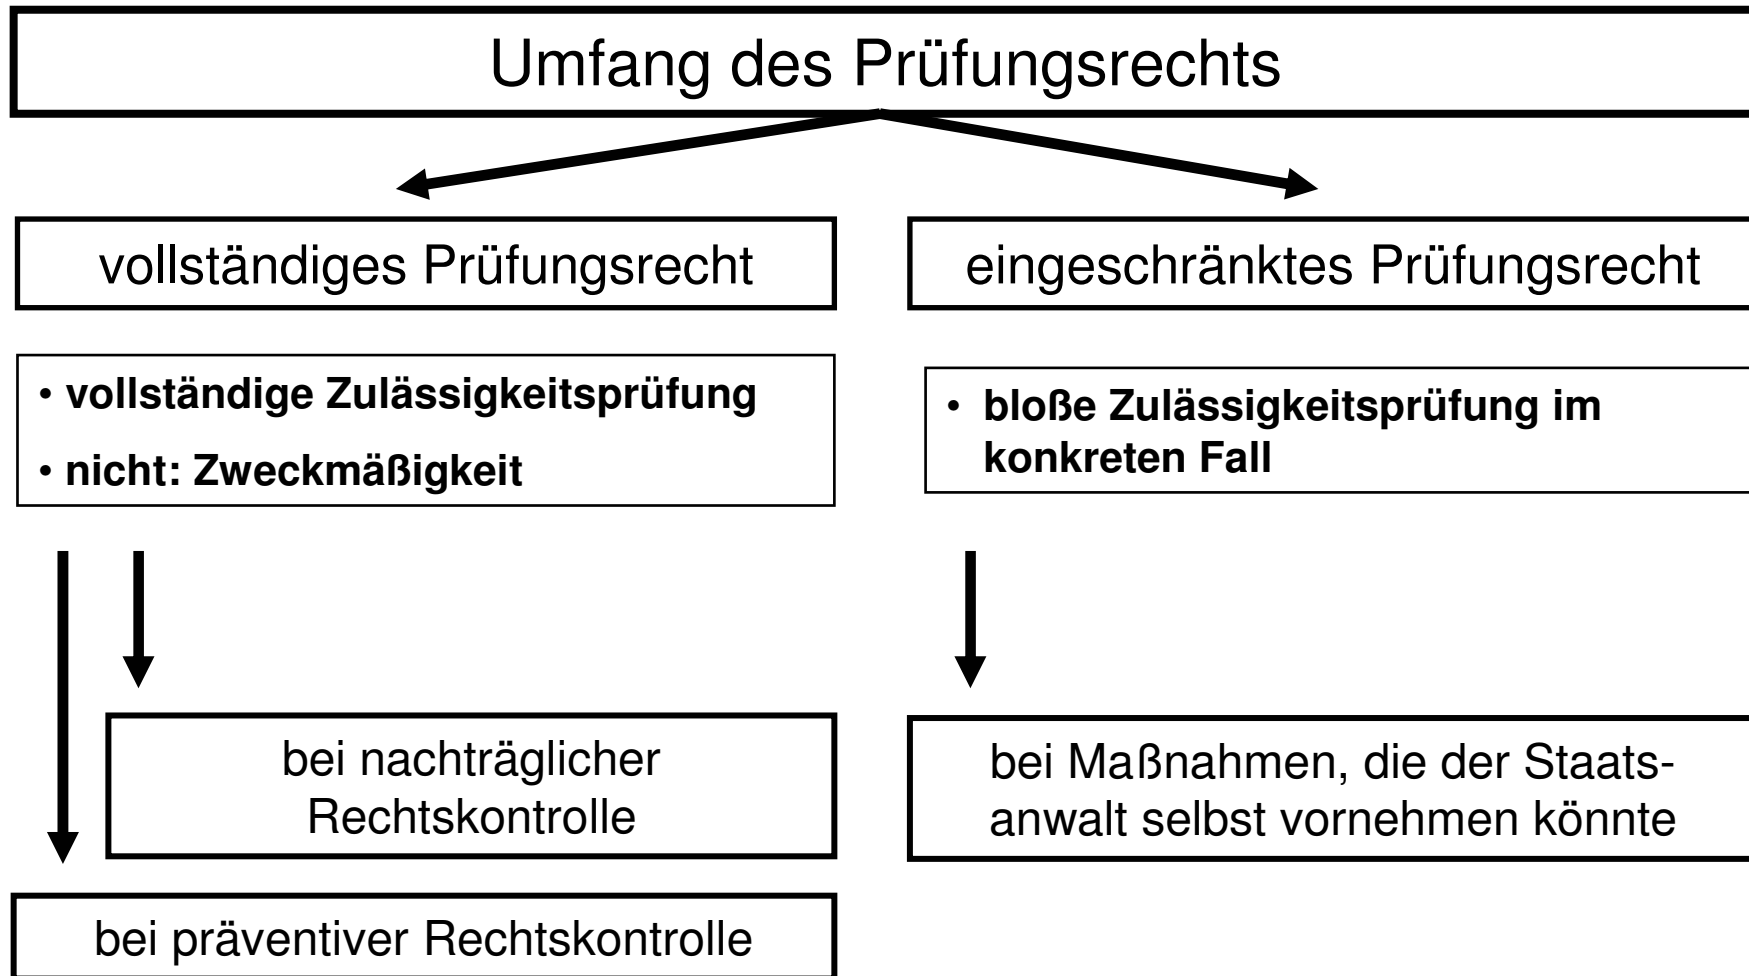 Umfang des Prüfungsrechts
vollständiges Prüfungsrecht
• vollständige Zulässigkeitsprüfung
• nicht: Zweckmäßigkeit
bei nachträglicher
Rechtskontrolle
bei präventiver Rechtskontrolle
eingeschränktes Prüfungsrecht
• bloße Zulässigkeitsprüfung im
konkreten Fall
bei Maßnahmen, die der Staats-
anwalt selbst vornehmen könnte